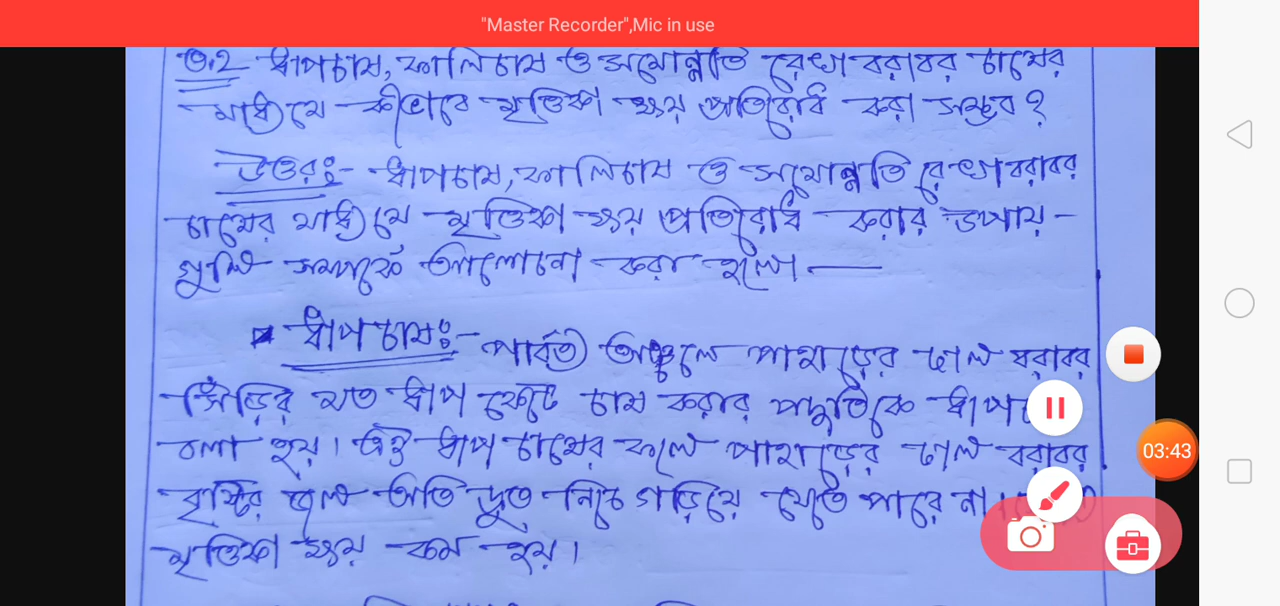 "Master Recorder",Mic in use
৩.২ ধাপচাষ, ফালিচাষ ও সমোন্নতি রেখা বরাবর চাষের
মাধ্যমে কীভাবে মৃত্তিকা ক্ষয় প্রতিরোধ করা সম্ভব?
উত্তরঃ- ধাপচাষ, ফালিচাষ ও সমোন্নতি রেখা বরাবর
চাষের মাধ্যমে মৃত্তিকা ক্ষয় প্রতিরোধ করার উপায়-
গুলি সম্পর্কে আলোচনা করা হলো।—
ধাপ চাষঃ- পার্বত্য অঞ্চলে পাহাড়ের ঢাল বরাবর
সিঁড়ির মত ধাপ কেটে চাষ করার পদ্ধতিকে
বলা হয়। এই ধাপ চাষের ফলে পাহাড়ের ঢাল বরাবর
03:43
বৃষ্টির জল অতি দ্রুত নিচে গড়িয়ে যেতে পারে না।
মৃত্তিকা ক্ষয় কম হয়।